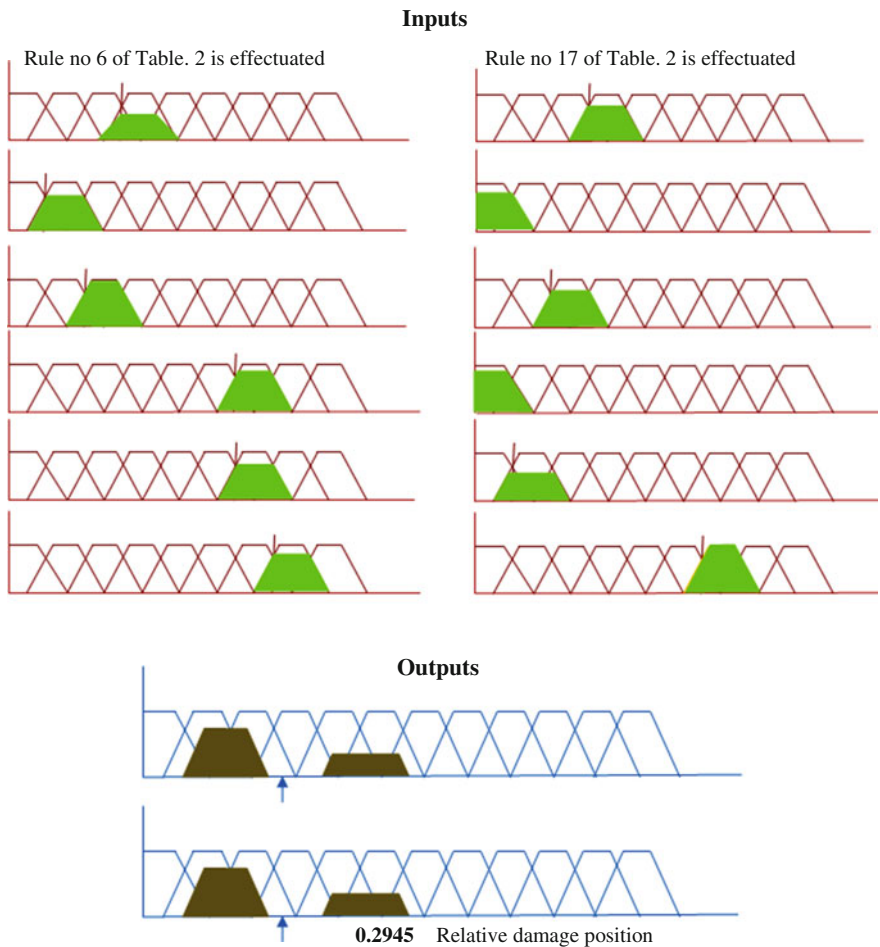 Inputs
Rule no 6 of Table. 2 is effectuated
Rule no 17 of Table. 2 is effectuated
Outputs
0.2945 Relative damage position